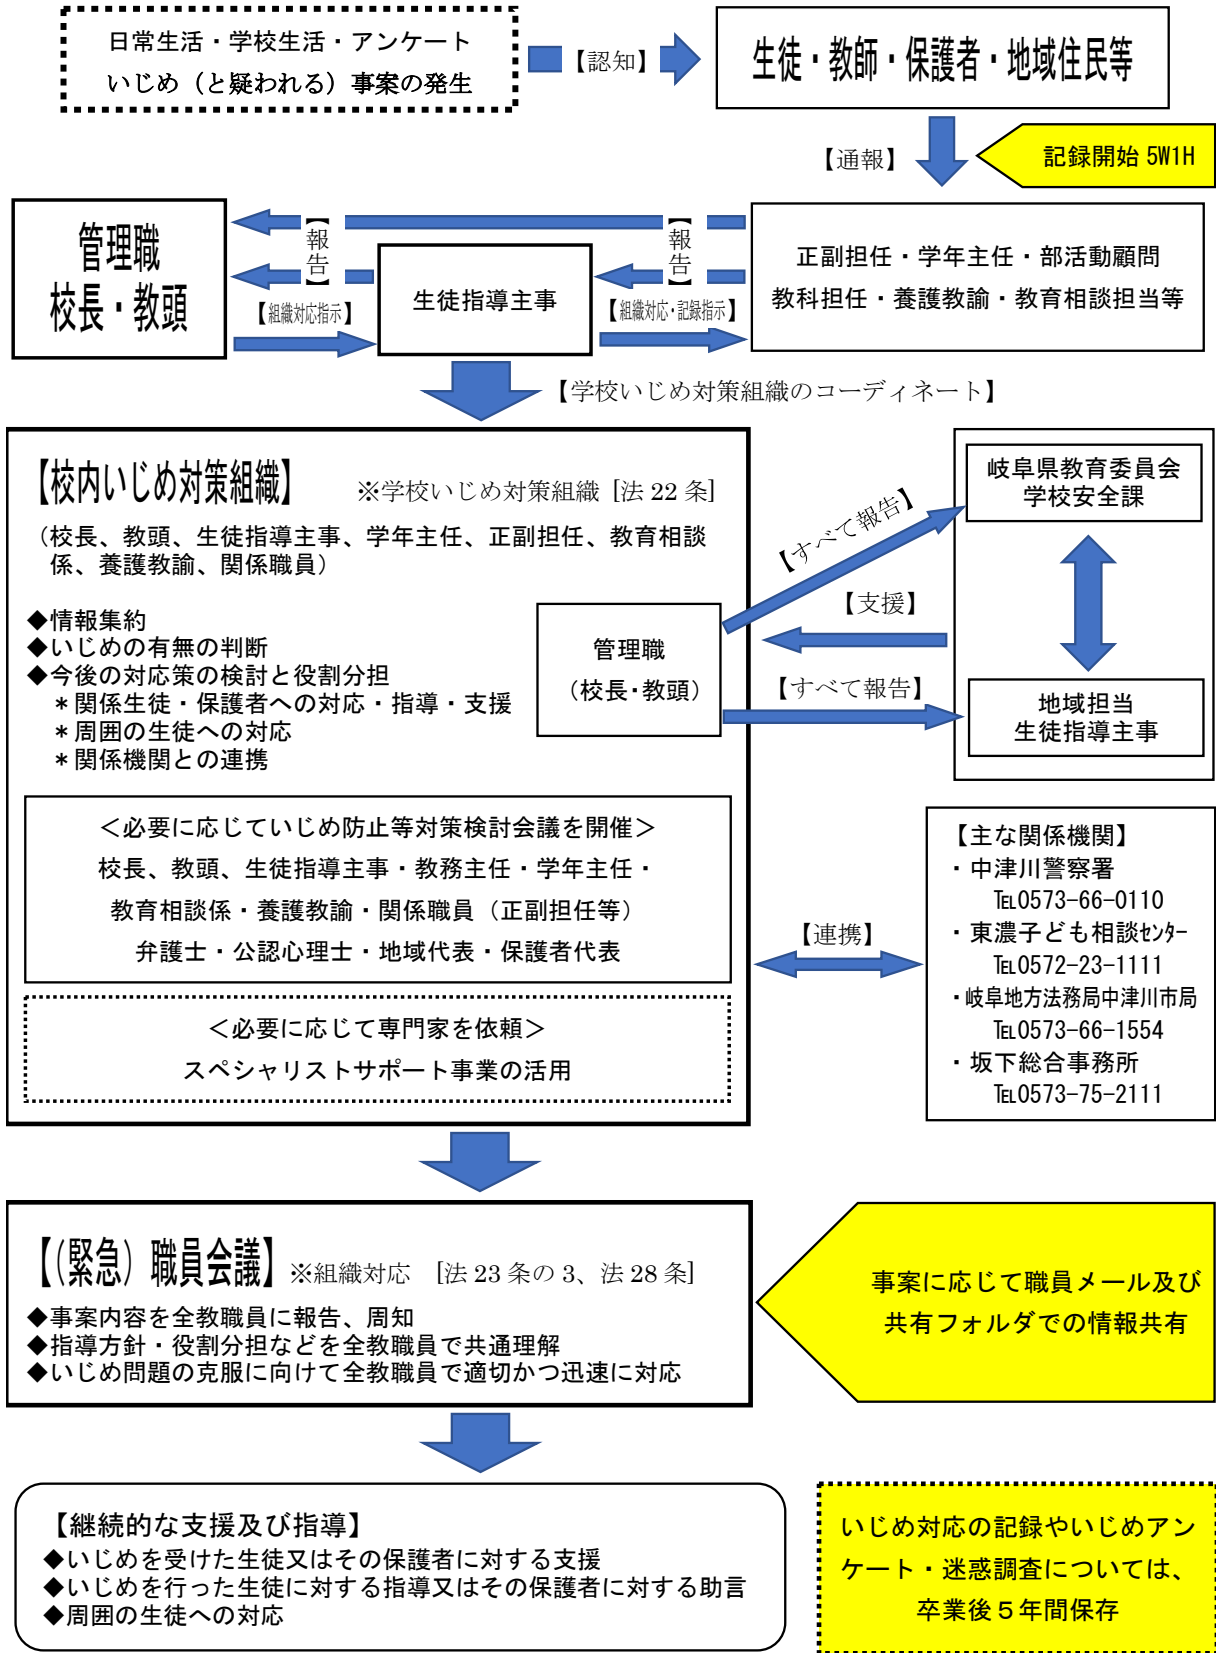 日常生活・学校生活・アンケート
いじめ（と疑われる）事案の発生
【認知】
生徒・教師・保護者・地域住民等
【通報】
記録開始 5W1H
管理職
校長・教頭
【報告】
【報告】
【組織対応指示】
生徒指導主事
【組織対応・記録指示】
正副担任・学年主任・部活動顧問
教科担任・養護教諭・教育相談担当等
【学校いじめ対策組織のコーディネート】
【校内いじめ対策組織】 ※学校いじめ対策組織［法 22 条］
（校長、教頭、生徒指導主事、学年主任、正副担任、教育相談
係、養護教諭、関係職員）
◆情報集約
◆いじめの有無の判断
◆今後の対応策の検討と役割分担
＊関係生徒・保護者への対応・指導・支援
＊周囲の生徒への対応
＊関係機関との連携
管理職
（校長・教頭）
【すべて報告】
【支援】
【すべて報告】
岐阜県教育委員会
学校安全課
地域担当
生徒指導主事
＜必要に応じていじめ防止等対策検討会議を開催＞
校長、教頭、生徒指導主事・教務主任・学年主任・
教育相談係・養護教諭・関係職員（正副担任等）
弁護士・公認心理士・地域代表・保護者代表
＜必要に応じて専門家を依頼＞
スペシャリストサポート事業の活用
【連携】
【主な関係機関】
・中津川警察署
℡0573-66-0110
・東濃子ども相談ｾﾝﾀｰ
℡0572-23-1111
・岐阜地方法務局中津川市局
℡0573-66-1554
・坂下総合事務所
℡0573-75-2111
【（緊急）職員会議】 ※組織対応 ［法 23 条の 3、法 28 条］
◆事案内容を全教職員に報告、周知
◆指導方針・役割分担などを全教職員で共通理解
◆いじめ問題の克服に向けて全教職員で適切かつ迅速に対応
事案に応じて職員メール及び
共有フォルダでの情報共有
【継続的な支援及び指導】
◆いじめを受けた生徒又はその保護者に対する支援
◆いじめを行った生徒に対する指導又はその保護者に対する助言
◆周囲の生徒への対応
いじめ対応の記録やいじめアン
ケート・迷惑調査については、
卒業後５年間保存